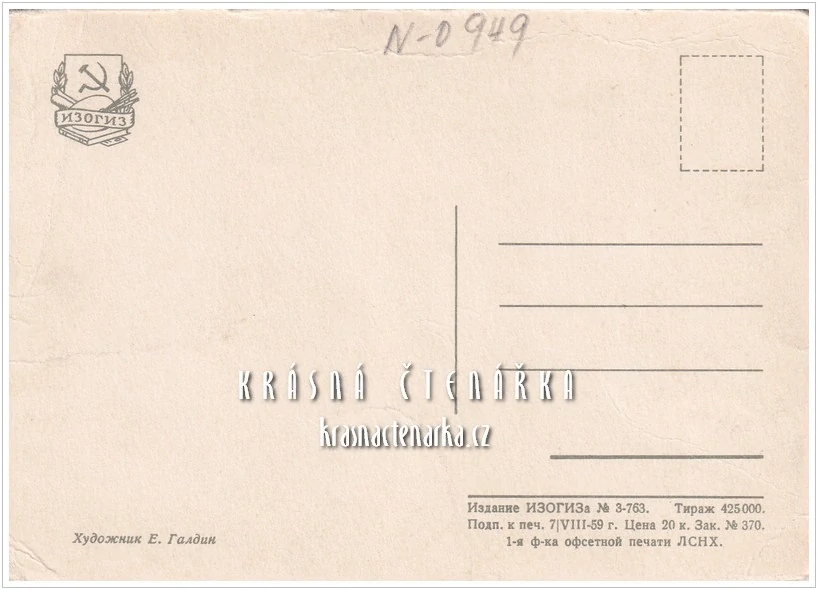 N-D 949
ИЗОГИЗ
KRÁSNÁ ČTENÁŘKA
krasnactenarka.cz
Издание ИЗОГИЗа № 3-763. Тираж 425000.
Подп. к печ. 7|VIII-59 г. Цена 20 к. Зак. № 370.
1-я ф-ка офсетной печати ЛСНХ.
Художник Е. Галдин